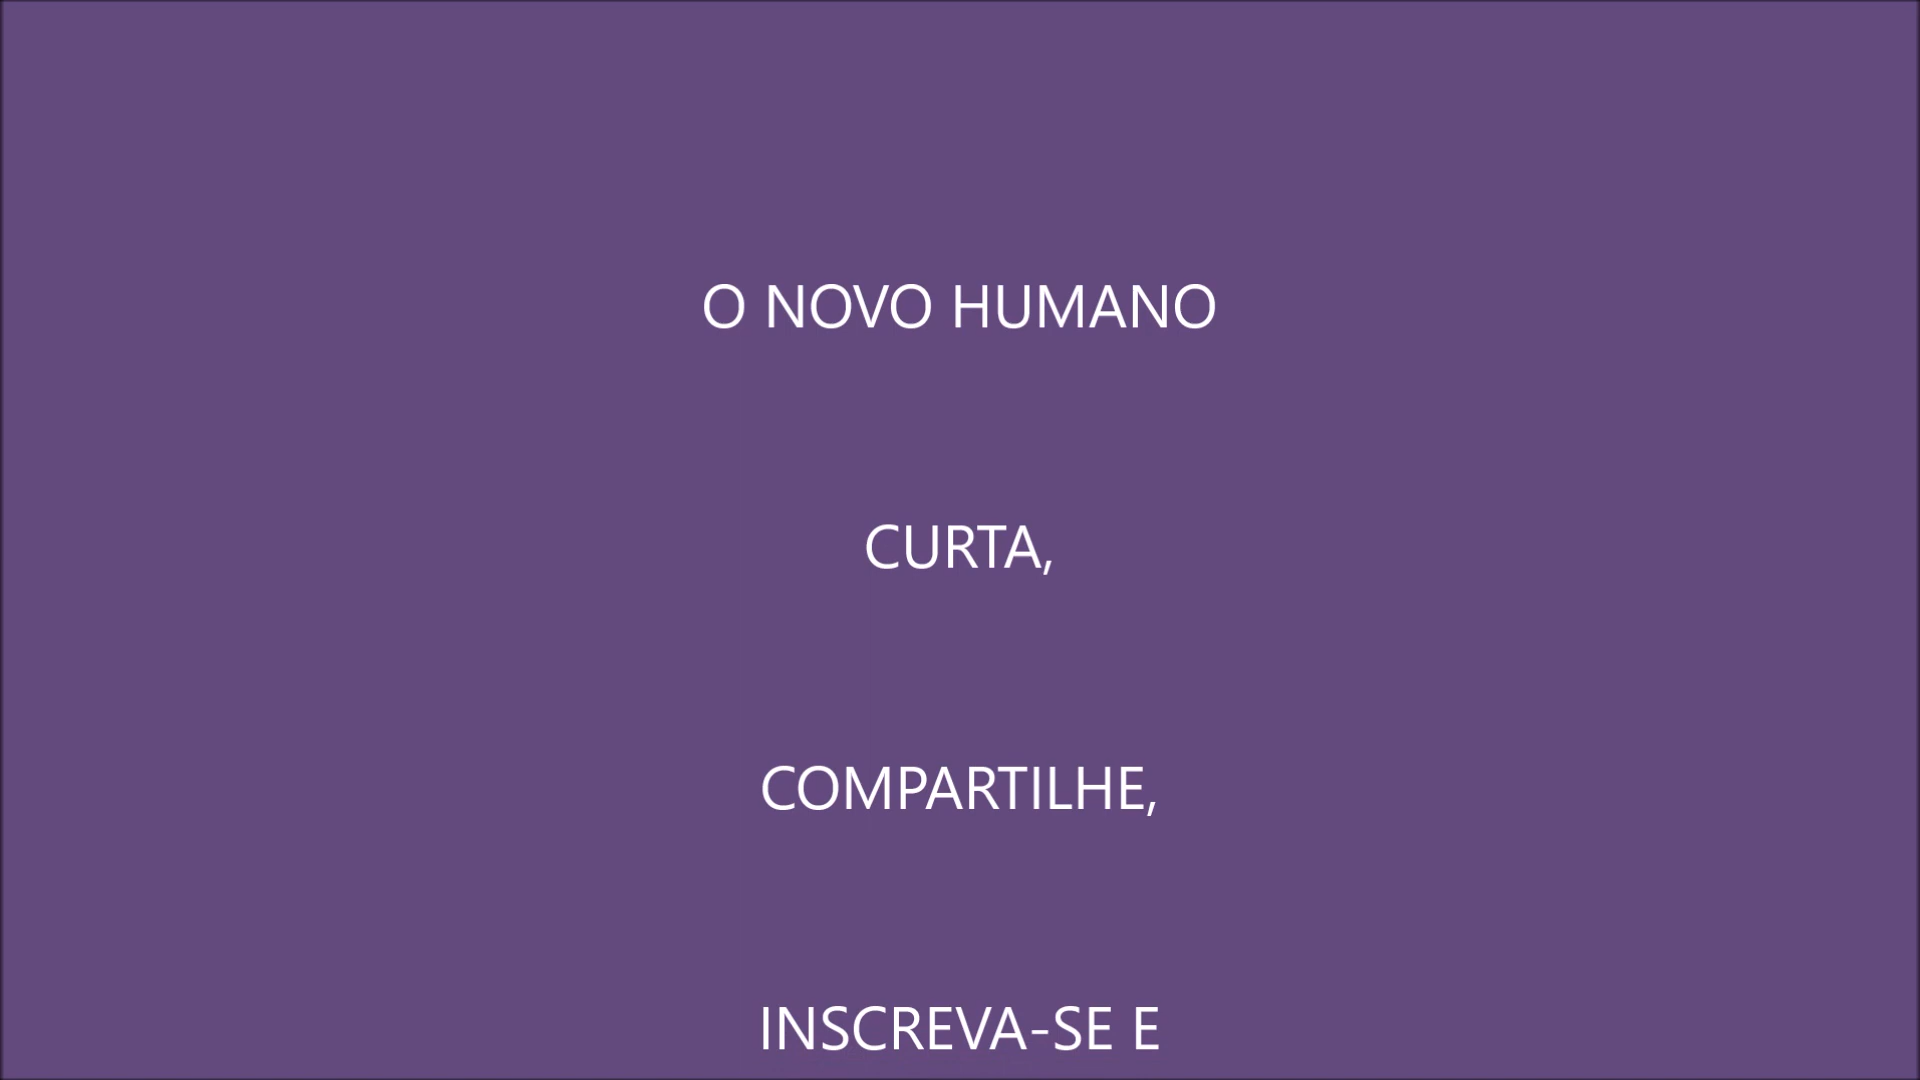 O NOVO HUMANO
CURTA,
COMPARTILHE,
INSCREVA-SE E